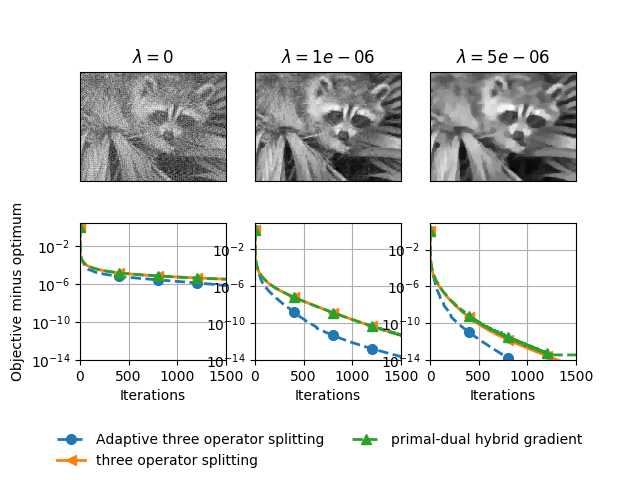 λ = 0
λ = 1e − 06
λ = 5e − 06
Objective minus optimum
10⁻²
10⁻⁶
10⁻¹⁰
10⁻¹⁴
0 500 1000 1500
Iterations
10⁻²
10⁻⁶
10⁻¹⁰
10⁻¹⁴
0 500 1000 1500
Iterations
10⁻²
10⁻⁶
10⁻¹⁰
10⁻¹⁴
0 500 1000 1500
Iterations
Adaptive three operator splitting
three operator splitting
primal-dual hybrid gradient